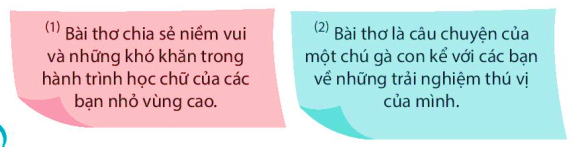 (1) Bài thơ chia sẻ niềm vui
và những khó khăn trong
hành trình học chữ của các
bạn nhỏ vùng cao.
(2) Bài thơ là câu chuyện của
một chú gà con kể với các bạn
về những trải nghiệm thú vị
của mình.